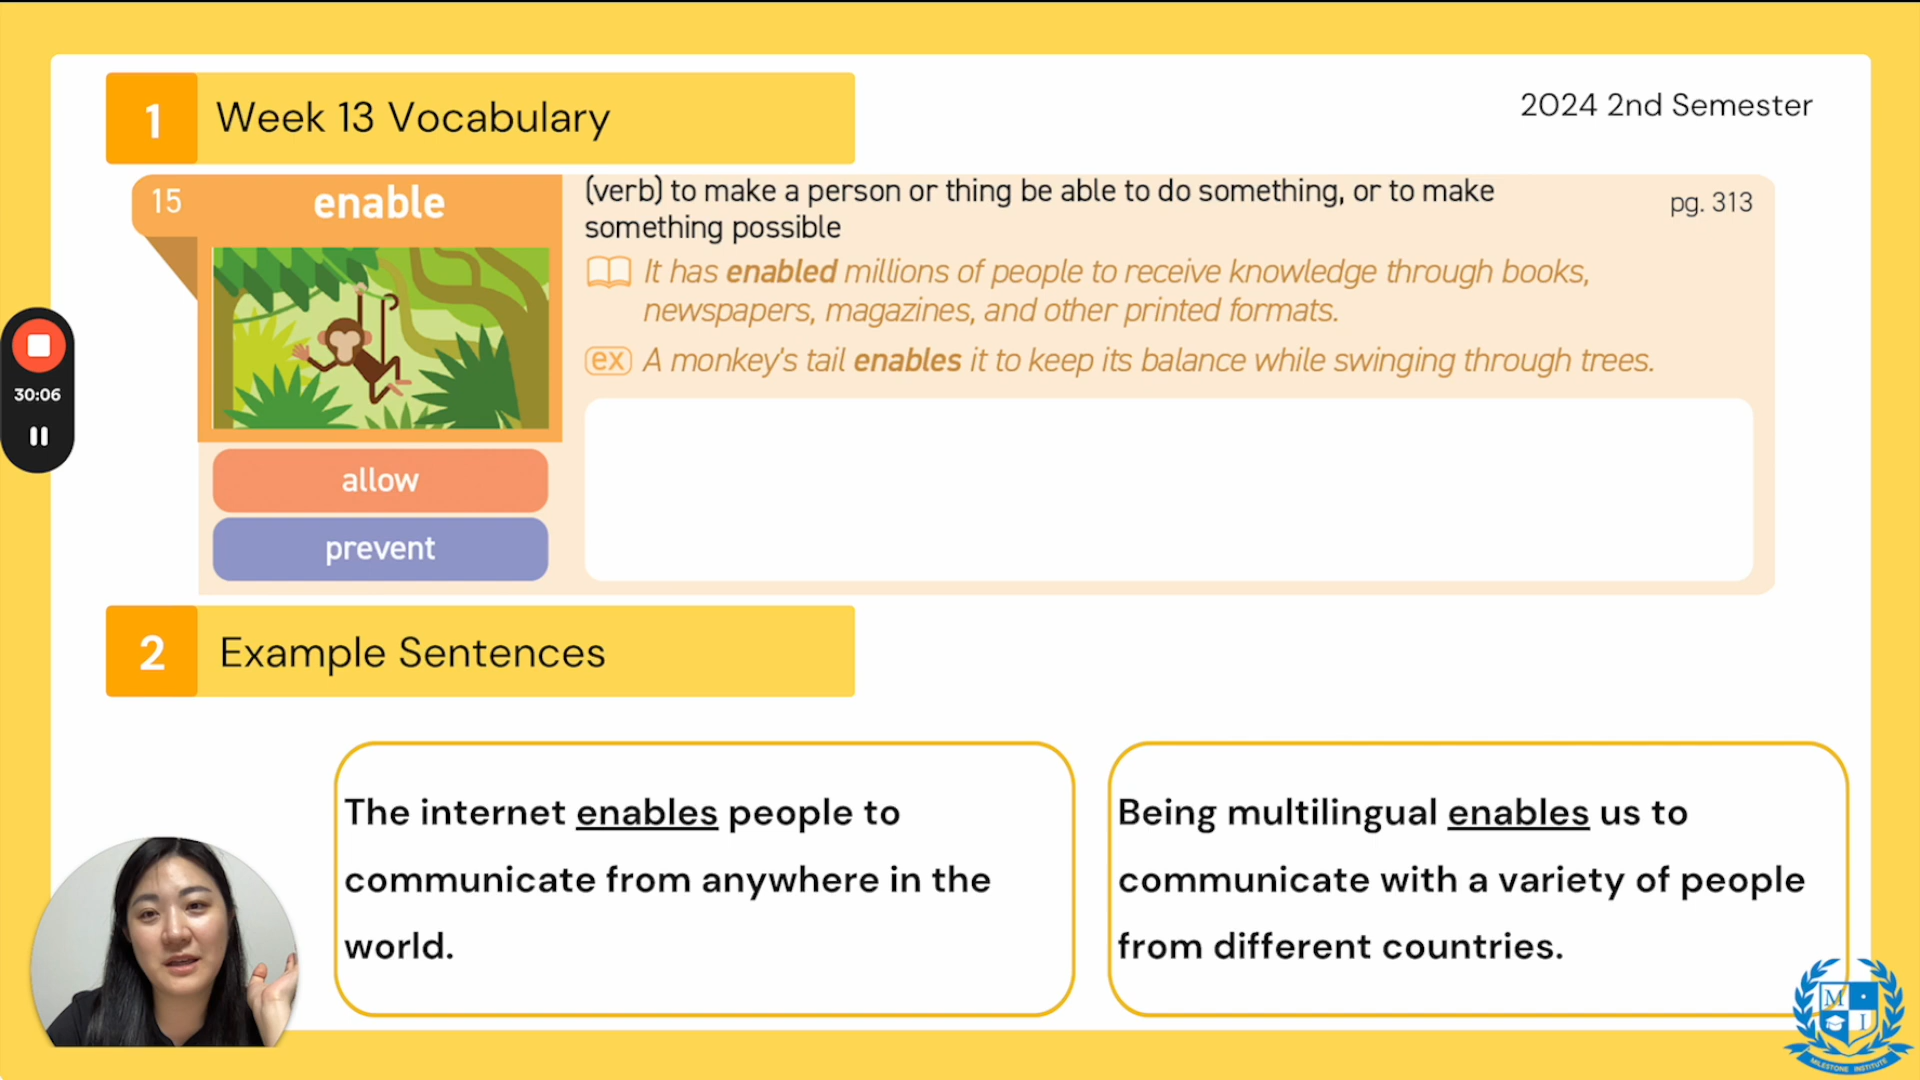 1 Week 13 Vocabulary
2024 2nd Semester
15 enable
(verb) to make a person or thing be able to do something, or to make
something possible
pg. 313
It has enabled millions of people to receive knowledge through books,
newspapers, magazines, and other printed formats.
ex A monkey's tail enables it to keep its balance while swinging through trees.
allow
prevent
30:06
2 Example Sentences
The internet enables people to
communicate from anywhere in the
world.
Being multilingual enables us to
communicate with a variety of people
from different countries.
M
I
MILESTONE INSTITUTE